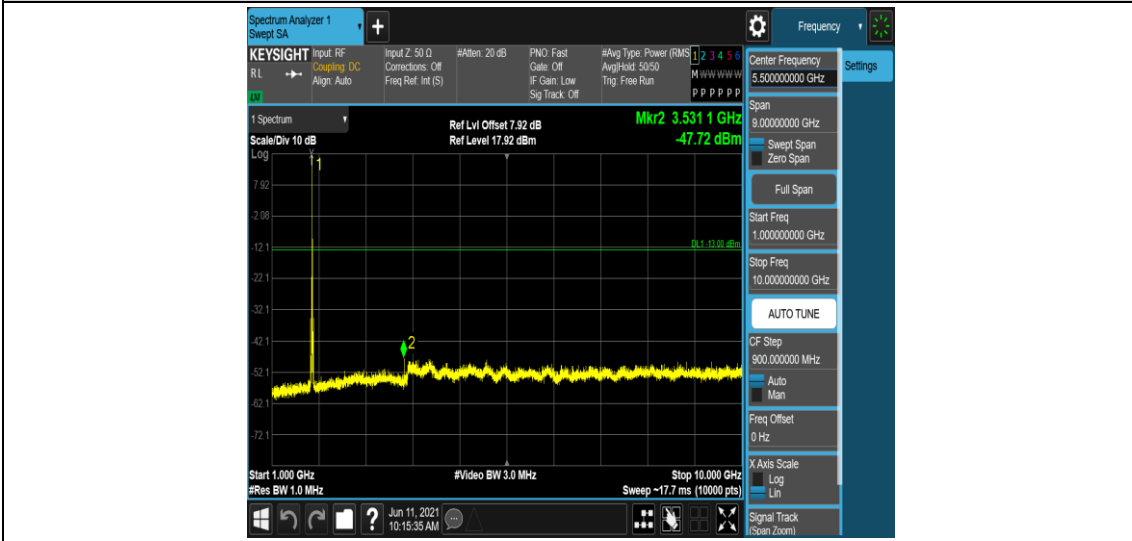 Spectrum Analyzer 1
Swept SA
+
Frequency
KEYSIGHT
RL
LW
Input: RF
Coupling: DC
Align: Auto
Input Z: 50 Ω
Corrections: Off
Freq Ref: Int (S)
#Atten: 20 dB
PNO: Fast
Gate: Off
IF Gain: Low
Sig Track: Off
#Avg Type: Power (RMS
Avg|Hold: 50/50
Trig: Free Run
1 2 3 4 5 6
M W W W W W
P P P P P P
Center Frequency
5.500000000 GHz
Settings
Span
9.00000000 GHz
Swept Span
Zero Span
Full Span
Start Freq
1.000000000 GHz
Stop Freq
10.000000000 GHz
AUTO TUNE
CF Step
900.000000 MHz
Auto
Man
Freq Offset
0 Hz
X Axis Scale
Log
Lin
Signal Track
(Span Zoom)
1 Spectrum
Scale/Div 10 dB
Log
Ref Lvl Offset 7.92 dB
Ref Level 17.92 dBm
Mkr2 3.531 1 GHz
-47.72 dBm
1
7.92
-2.08
-12.1
DL1 -13.00 dBm
-22.1
-32.1
-42.1
2
-52.1
-62.1
-72.1
Start 1.000 GHz
#Res BW 1.0 MHz
#Video BW 3.0 MHz
Stop 10.000 GHz
Sweep ~17.7 ms (10000 pts)
?
Jun 11, 2021
10:15:35 AM